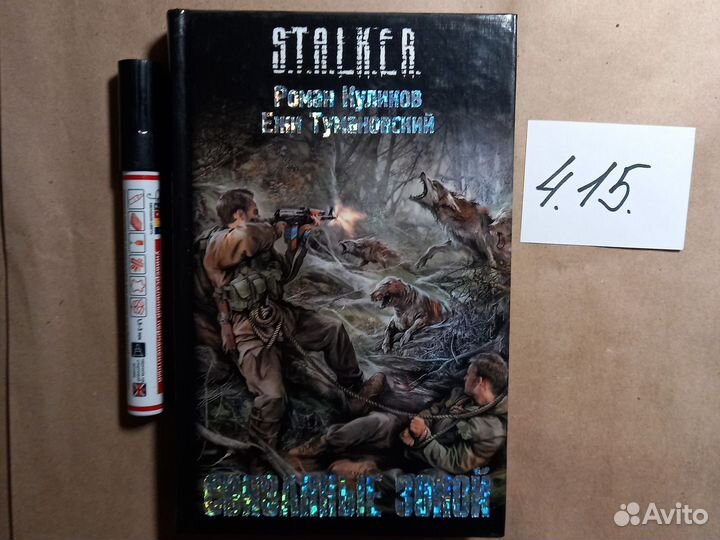 S.T.A.L.K.E.R.
Роман Куликов
Ежи Тумановский
Связанные Зоной
4.15.
Avito